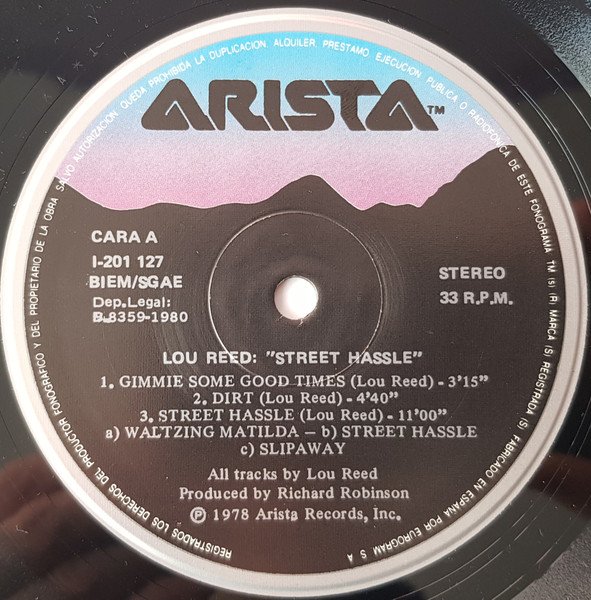 SALVO AUTORIZACION QUEDA PROHIBIDA LA DUPLICACION, ALQUILER, PRESTAMO, EJECUCION PUBLICA O RADIOFONICA DE ESTE FONOGRAMA TM (S) (R) MARCA (S) REGISTRADA (S) FABRICADO EN ESPAÑA POR EUROGRAM S A
REGISTRADOS LOS DERECHOS DEL PRODUCTOR FONOGRAFICO Y DEL PROPIETARIO DE LA OBRA
ARISTA™
CARA A
I-201 127
BIEM/SGAE
Dep.Legal:
B.8359-1980
STEREO
33 R.P.M.
LOU REED: "STREET HASSLE"
1. GIMMIE SOME GOOD TIMES (Lou Reed) - 3'15"
2. DIRT (Lou Reed) - 4'40"
3. STREET HASSLE (Lou Reed) - 11'00"
a) WALTZING MATILDA — b) STREET HASSLE
c) SLIPAWAY
All tracks by Lou Reed
Produced by Richard Robinson
Ⓟ 1978 Arista Records, Inc.